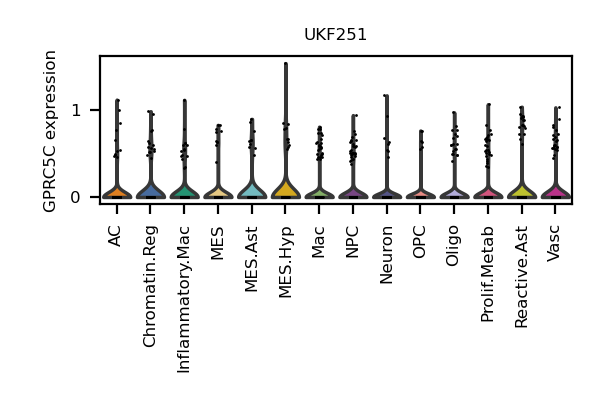 UKF251
GPRC5C expression
1
0
AC
Chromatin.Reg
Inflammatory.Mac
MES
MES.Ast
MES.Hyp
Mac
NPC
Neuron
OPC
Oligo
Prolif.Metab
Reactive.Ast
Vasc